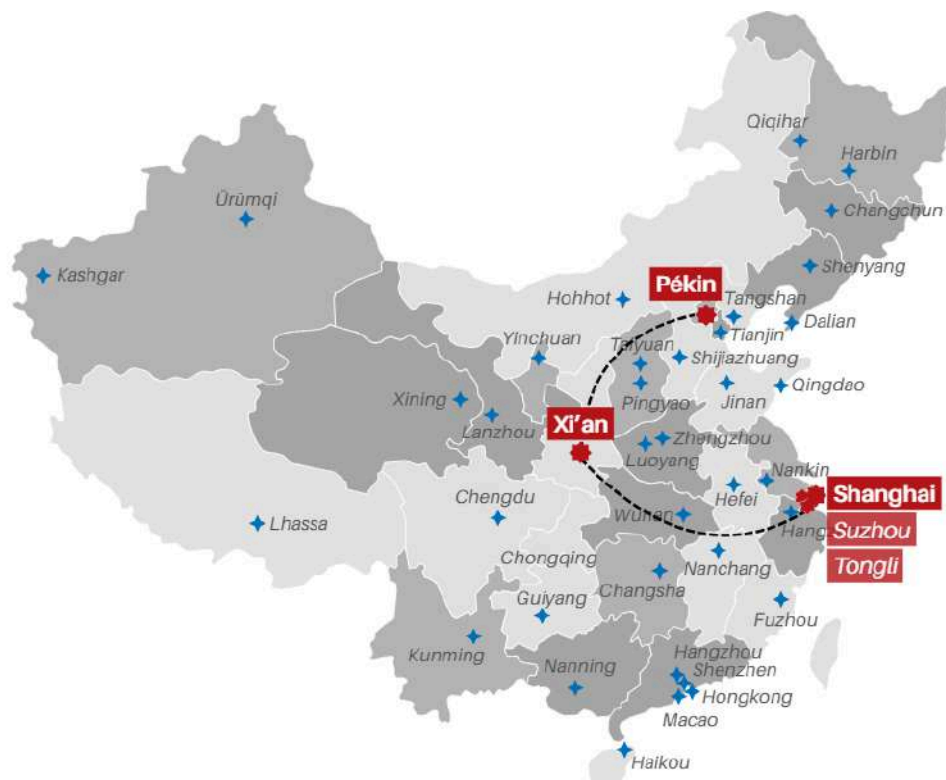 Qiqihar
Harbin
Ürümqi
Changchun
Kashgar
Shenyang
Pékin
Hohhot
Tangshan
Dalian
Yinchuan
Taiyuan
Tianjin
Shijiazhuang
Xining
Pingyao
Jinan
Qingdao
Lanzhou
Xi'an
Zhengzhou
Luoyang
Nankin
Chengdu
Hefei
Shanghai
Lhassa
Wuhan
Suzhou
Chongqing
Nanchang
Tongli
Changsha
Guiyang
Fuzhou
Kunming
Hangzhou
Shenzhen
Nanning
Hongkong
Macao
Haikou